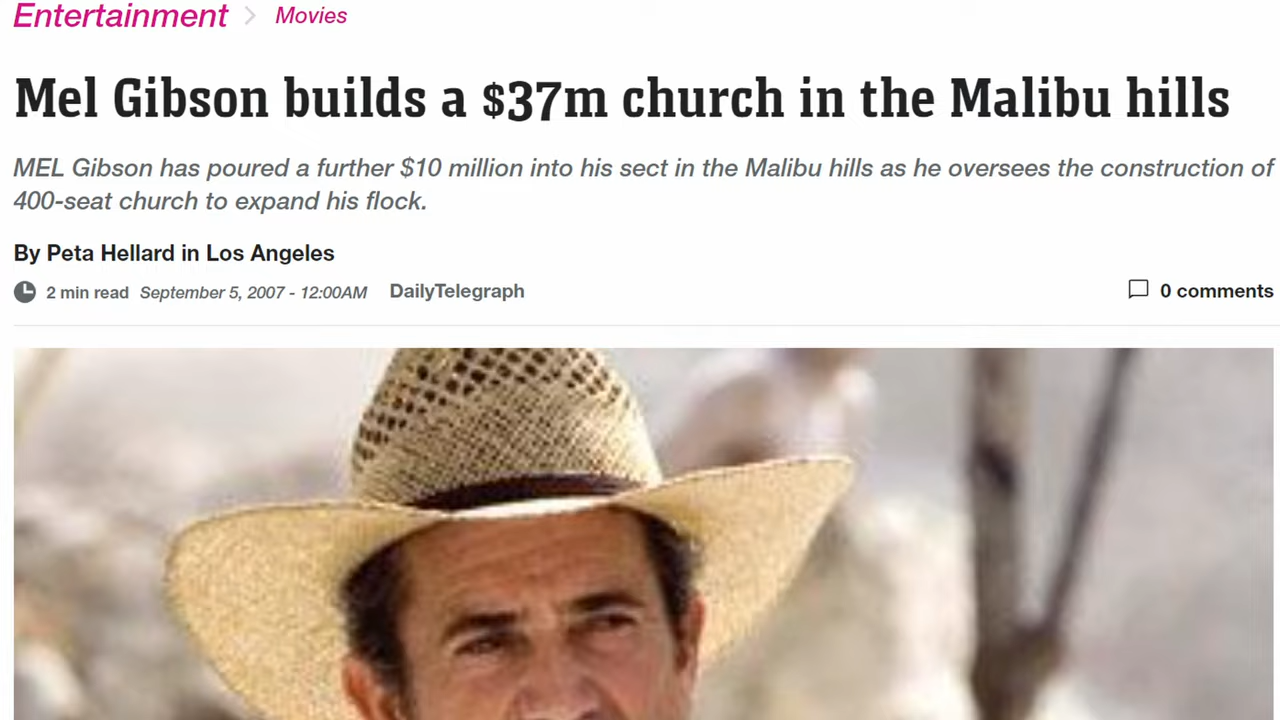 Entertainment > Movies
Mel Gibson builds a $37m church in the Malibu hills
MEL Gibson has poured a further $10 million into his sect in the Malibu hills as he oversees the construction of
400-seat church to expand his flock.
By Peta Hellard in Los Angeles
2 min read September 5, 2007 - 12:00AM DailyTelegraph 0 comments